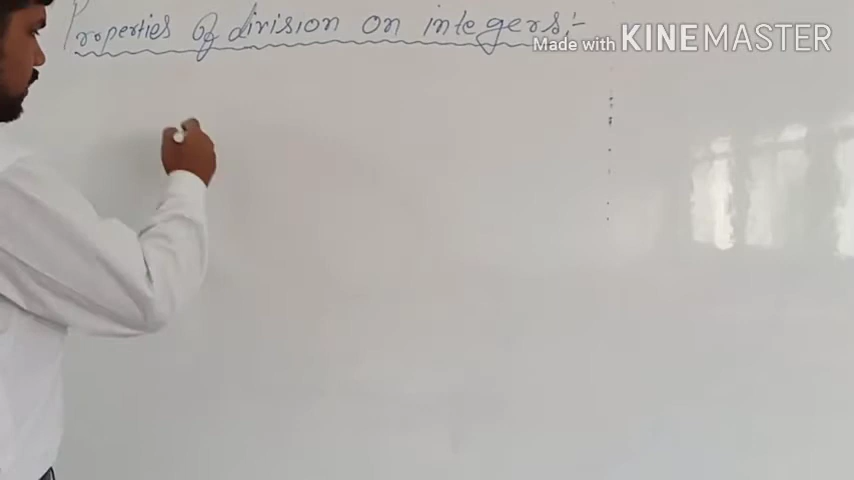 Properties of division on integers:-
Made with KINEMASTER